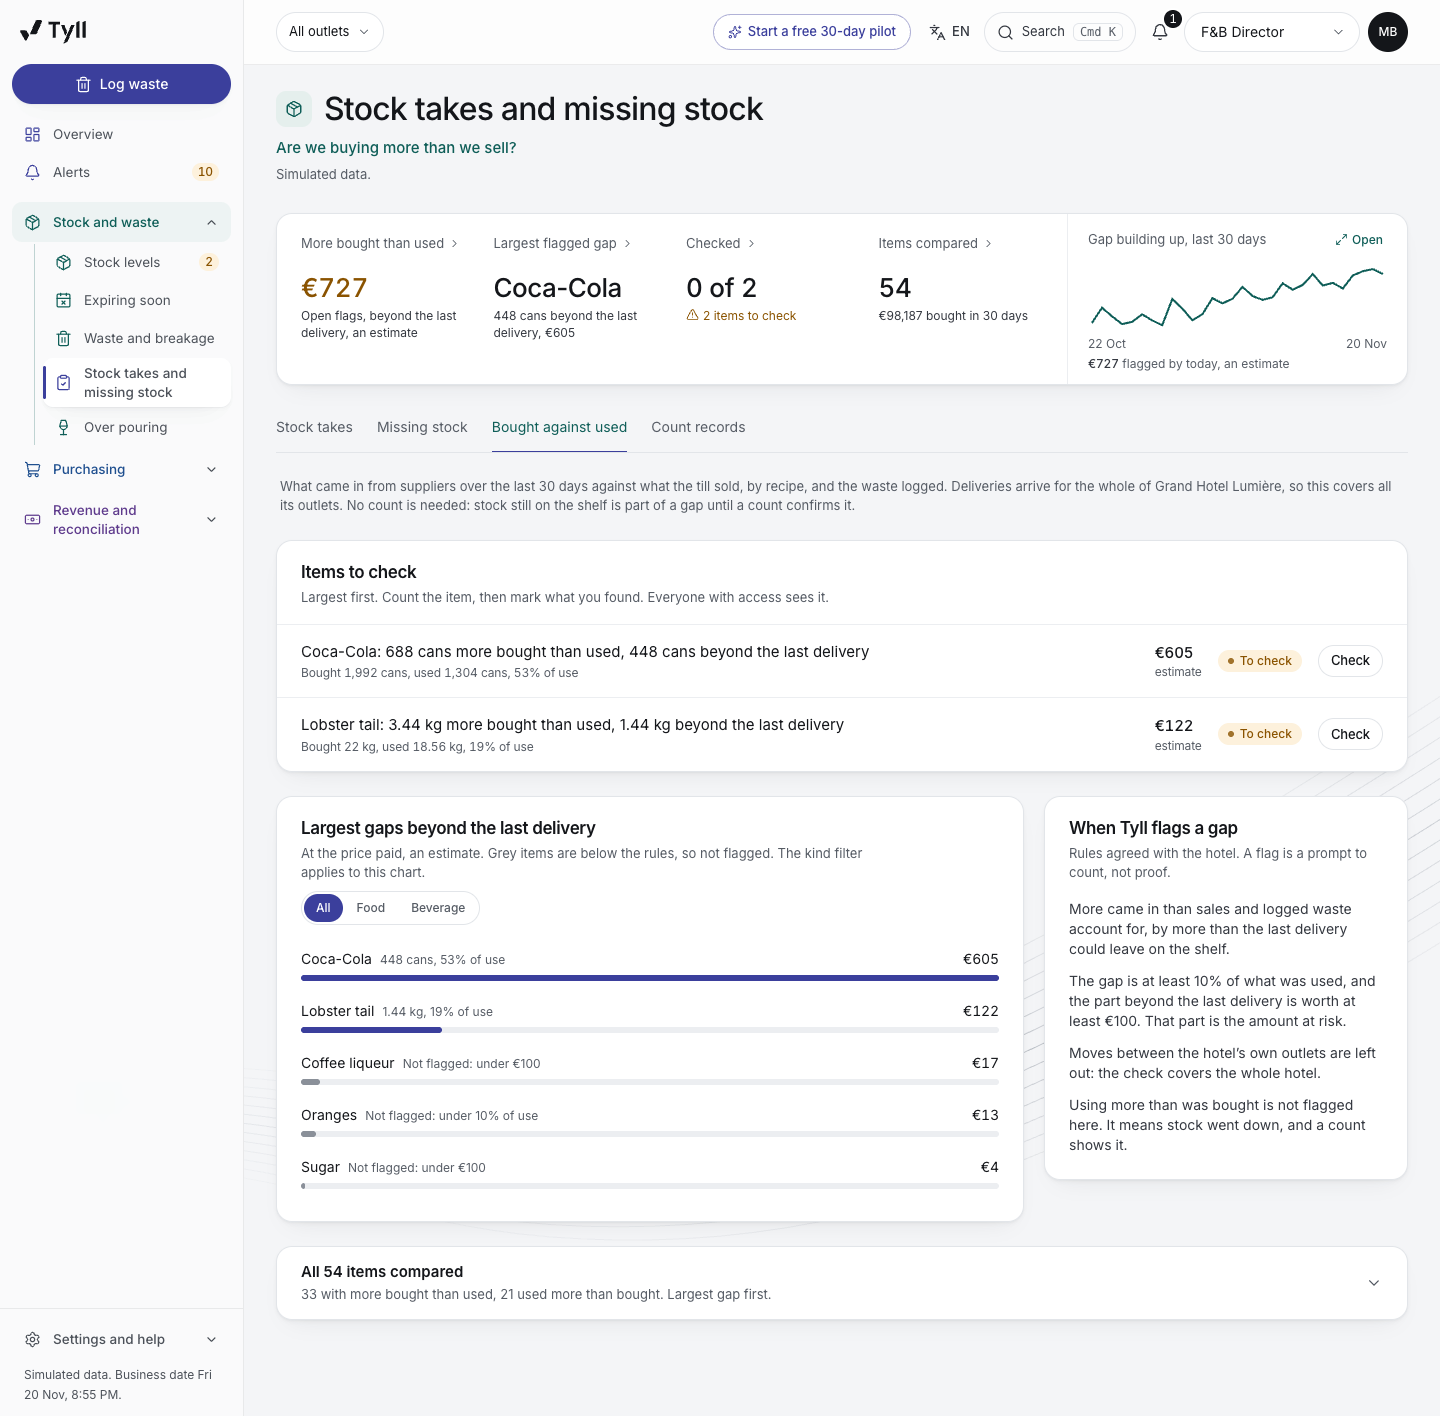 Tyll
Log waste
Overview
Alerts
10
Stock and waste
Stock levels
2
Expiring soon
Waste and breakage
Stock takes and
missing stock
Over pouring
Purchasing
Revenue and
reconciliation
Settings and help
Simulated data. Business date Fri
20 Nov, 8:55 PM.
All outlets
Start a free 30-day pilot
EN
Search
Cmd K
1
F&B Director
MB
Stock takes and missing stock
Are we buying more than we sell?
Simulated data.
More bought than used
€727
Open flags, beyond the last
delivery, an estimate
Largest flagged gap
Coca-Cola
448 cans beyond the last
delivery, €605
Checked
0 of 2
2 items to check
Items compared
54
€98,187 bought in 30 days
Gap building up, last 30 days
Open
22 Oct
20 Nov
€727 flagged by today, an estimate
Stock takes
Missing stock
Bought against used
Count records
What came in from suppliers over the last 30 days against what the till sold, by recipe, and the waste logged. Deliveries arrive for the whole of Grand Hotel Lumière, so this covers all
its outlets. No count is needed: stock still on the shelf is part of a gap until a count confirms it.
Items to check
Largest first. Count the item, then mark what you found. Everyone with access sees it.
Coca-Cola: 688 cans more bought than used, 448 cans beyond the last delivery
Bought 1,992 cans, used 1,304 cans, 53% of use
€605
estimate
To check
Check
Lobster tail: 3.44 kg more bought than used, 1.44 kg beyond the last delivery
Bought 22 kg, used 18.56 kg, 19% of use
€122
estimate
To check
Check
Largest gaps beyond the last delivery
At the price paid, an estimate. Grey items are below the rules, so not flagged. The kind filter
applies to this chart.
All
Food
Beverage
Coca-Cola 448 cans, 53% of use €605
Lobster tail 1.44 kg, 19% of use €122
Coffee liqueur Not flagged: under €100 €17
Oranges Not flagged: under 10% of use €13
Sugar Not flagged: under €100 €4
When Tyll flags a gap
Rules agreed with the hotel. A flag is a prompt to
count, not proof.
More came in than sales and logged waste
account for, by more than the last delivery
could leave on the shelf.
The gap is at least 10% of what was used, and
the part beyond the last delivery is worth at
least €100. That part is the amount at risk.
Moves between the hotel’s own outlets are left
out: the check covers the whole hotel.
Using more than was bought is not flagged
here. It means stock went down, and a count
shows it.
All 54 items compared
33 with more bought than used, 21 used more than bought. Largest gap first.